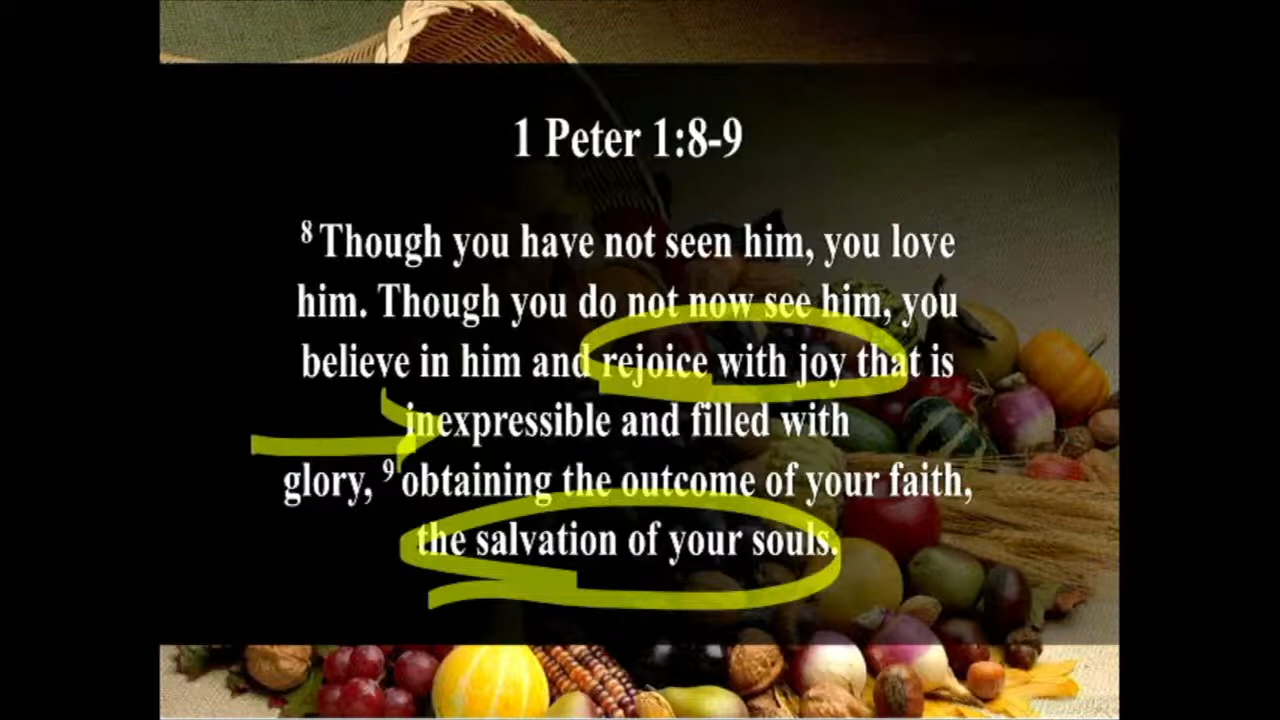 1 Peter 1:8-9
8 Though you have not seen him, you love
him. Though you do not now see him, you
believe in him and rejoice with joy that is
inexpressible and filled with
glory, 9 obtaining the outcome of your faith,
the salvation of your souls.